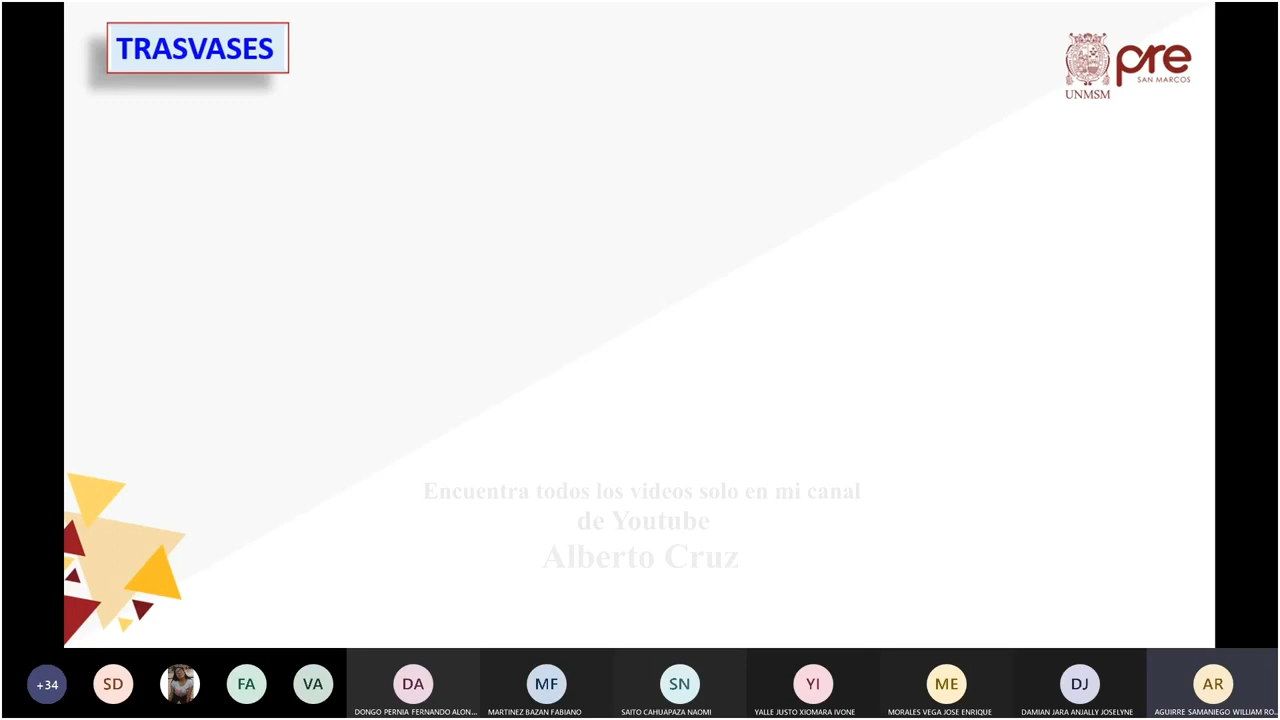 TRASVASES
pre
SAN MARCOS
UNMSM
Encuentra todos los videos solo en mi canal
de Youtube
Alberto Cruz
+34
SD
FA
VA
DA
MF
SN
YI
ME
DJ
AR
DONGO PERNIA FERNANDO ALON...
MARTINEZ BAZAN FABIANO
SAITO CAHUAPAZA NAOMI
YALLE JUSTO XIOMARA IVONE
MORALES VEGA JOSE ENRIQUE
DAMIAN JARA ANJALLY JOSELYNE
AGUIRRE SAMANIEGO WILLIAM RO...